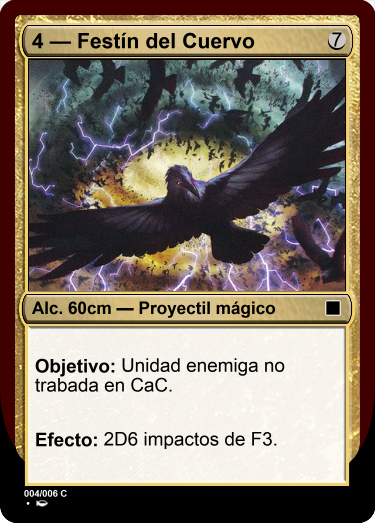 4 — Festín del Cuervo 7
Alc. 60cm — Proyectil mágico
Objetivo: Unidad enemiga no
trabada en CaC.
Efecto: 2D6 impactos de F3.
004/006 C